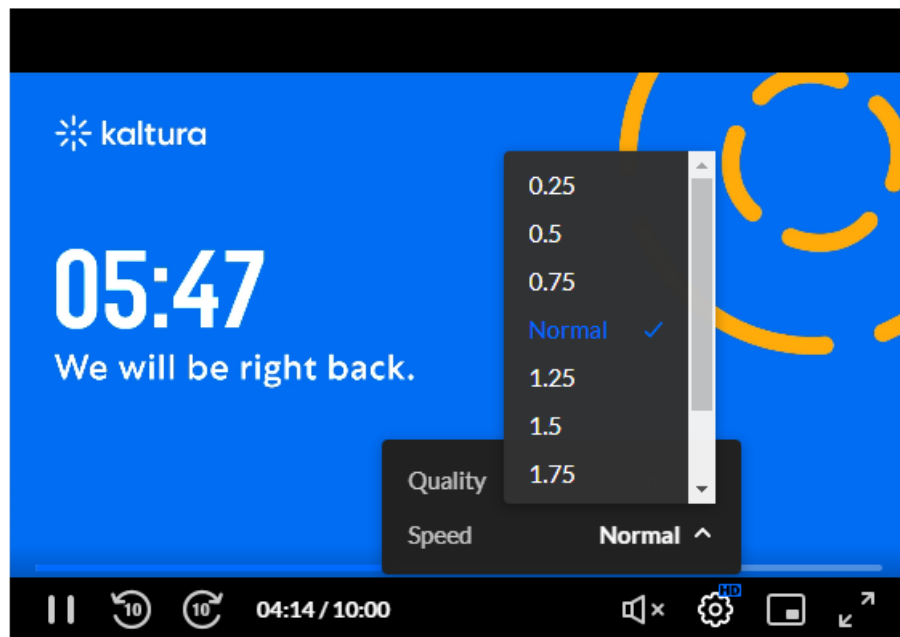 kaltura
05:47
We will be right back.
0.25
0.5
0.75
Normal
1.25
1.5
1.75
Quality
Speed Normal
10 10 04:14 / 10:00 HD